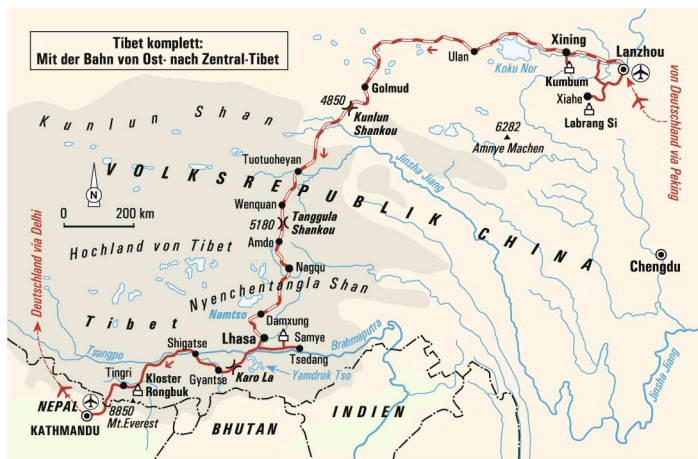 Tibet komplett:
Mit der Bahn von Ost- nach Zentral-Tibet
Ulan
Koku Nor
Xining
Lanzhou
Kumbum
Xiahe
Labrang Si
von Deutschland via Peking
Golmud
4850
Kunlun
Shankou
Kunlun Shan
6282
Amnye Machen
Jinsha Jiang
Tuotuoheyan
VOLKSREPUBLIK CHINA
N
0 200 km
Wenquan
5180
Tanggula
Shankou
Amdo
Hochland von Tibet
Nagqu
Chengdu
Deutschland via Delhi
Nyenchentangla Shan
Namtso
Damxung
Tibet
Lhasa
Samye
Brahmaputra
Tsangpo
Shigatse
Tsedang
Jinsha Jiang
Tingri
Kloster
Rongbuk
Gyantse
Karo La
Yamdrok Tso
NEPAL
8850
Mt.Everest
KATHMANDU
BHUTAN
INDIEN